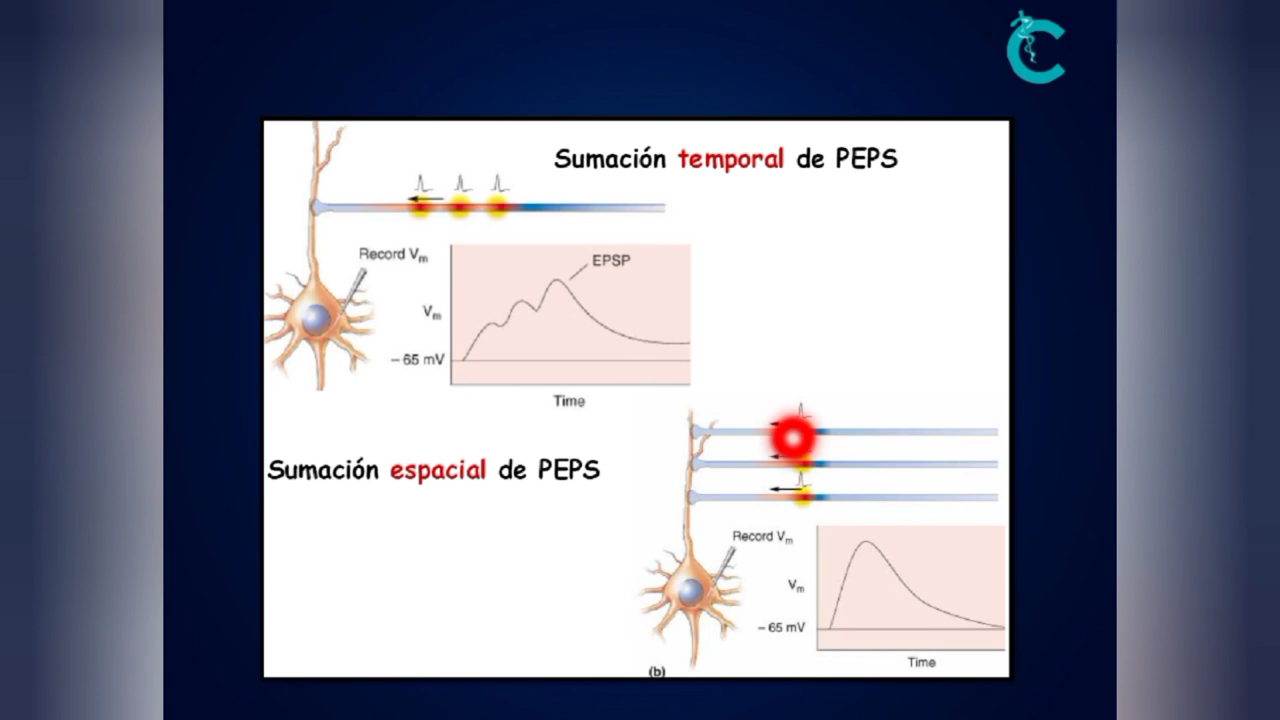 Sumación temporal de PEPS
Record Vm
EPSP
Vm
– 65 mV
Time
Sumación espacial de PEPS
Record Vm
Vm
– 65 mV
Time
(b)